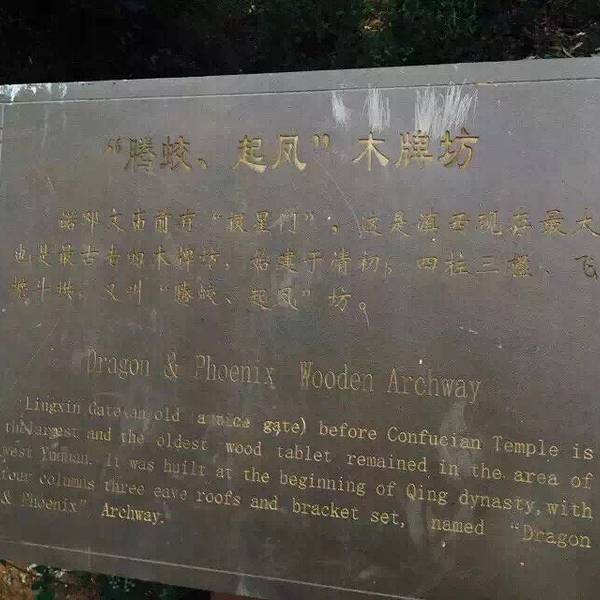 “腾蛟、起凤”木牌坊
诺邓文庙前有“棂星门”，这是滇西现存最大
也是最古老的木牌坊，始建于清初，四柱三楹、飞
檐斗拱，又叫“腾蛟、起凤”坊。
Dragon & Phoenix Wooden Archway
Lingxin Gate(an old gate) before Confucian Temple is
the largest and the oldest wood tablet remained in the area of
west Yunnan. It was built at the beginning of Qing dynasty, with
four columns three eave roofs and bracket set, named “Dragon
& Phoenix” Archway.